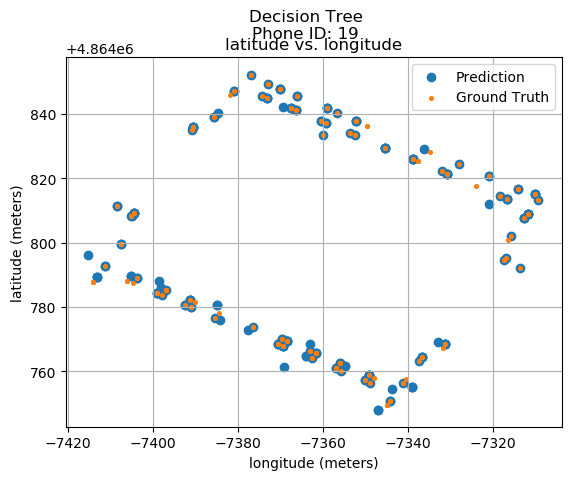 Decision Tree
Phone ID: 19
latitude vs. longitude
+4.864e6
Prediction
Ground Truth
840
820
800
780
760
latitude (meters)
−7420 −7400 −7380 −7360 −7340 −7320
longitude (meters)